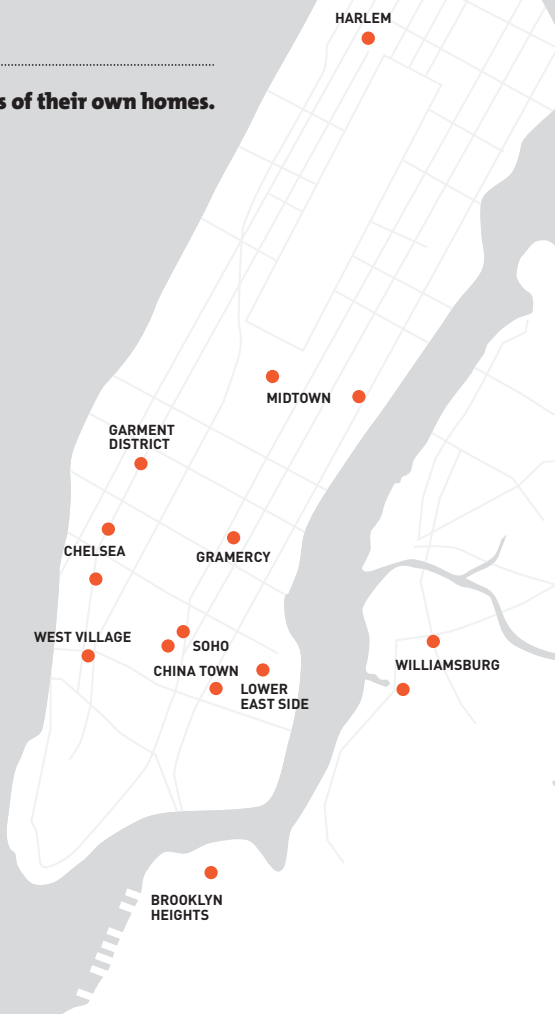 HARLEM
s of their own homes.
MIDTOWN
GARMENT
DISTRICT
CHELSEA
GRAMERCY
WEST VILLAGE
SOHO
CHINA TOWN
LOWER
EAST SIDE
WILLIAMSBURG
BROOKLYN
HEIGHTS